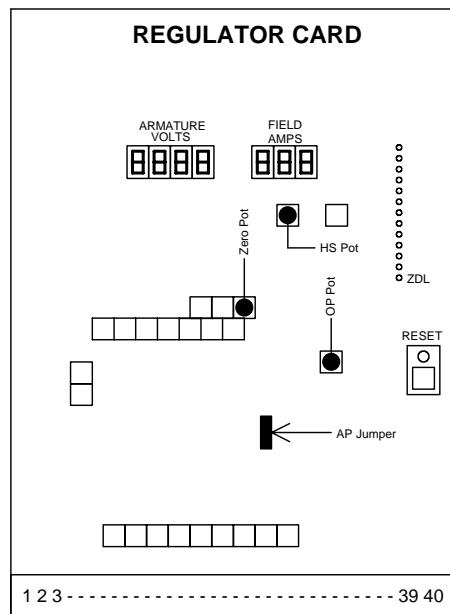 REGULATOR CARD
ARMATURE
VOLTS
FIELD
AMPS
8888
888
Zero Pot
HS Pot
OP Pot
ZDL
RESET
AP Jumper
1 2 3 - - - - - - - - - - - - - - - - - - - - - - - - - - - - - - - 39 40